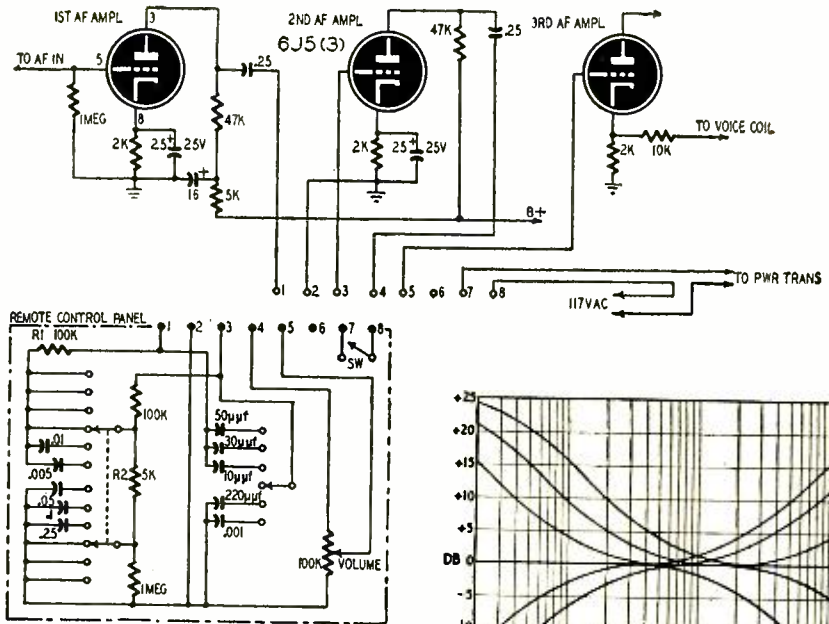 1ST AF AMPL
3
2ND AF AMPL
6J5(3)
3RD AF AMPL
TO AF IN
5
8
1MEG
2K
25+
25V
16
+
.25
47K
5K
2K
25+
25V
47K
.25
2K
10K
TO VOICE COIL
B+
1 2 3 4 5 6 7 8
TO PWR TRANS
117VAC
REMOTE CONTROL PANEL
1 2 3 4 5 6 7 8
SW
R1 100K
100K
50µµf
30µµf
10µµf
220µµf
.001
.01
.005
R2 5K
.05
.1
.25
1MEG
100K VOLUME
+25
+20
+15
+10
+5
DB 0
-5